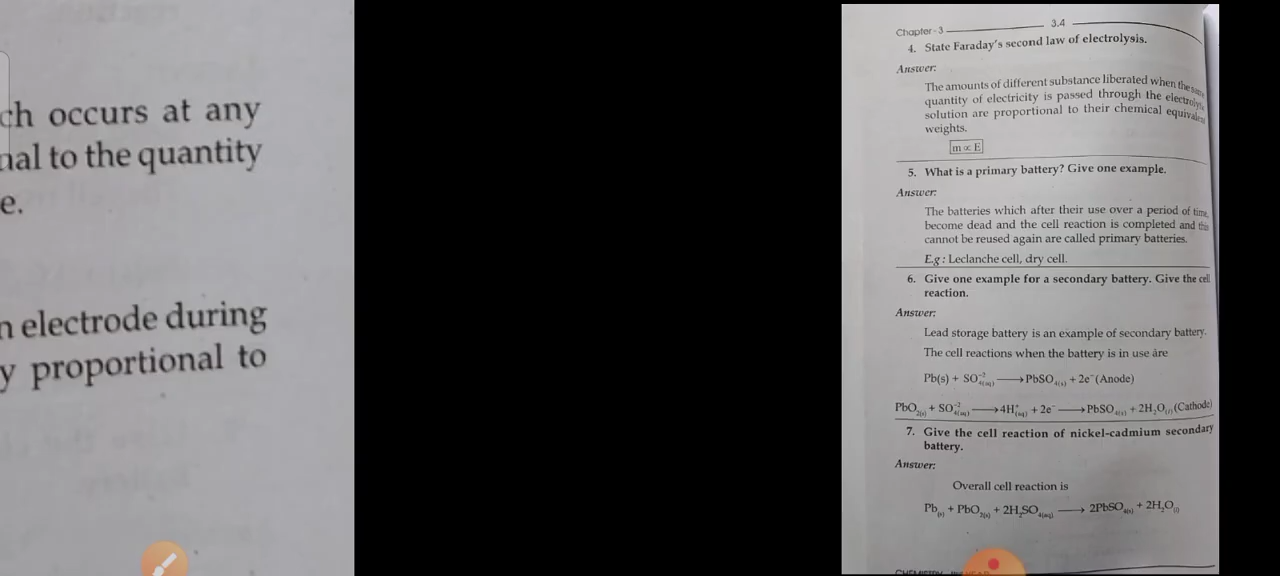 ch occurs at any
nal to the quantity
e.
n electrode during
y proportional to
Chapter-3 3.4
4. State Faraday's second law of electrolysis.
Answer:
The amounts of different substance liberated when the same
quantity of electricity is passed through the electrolytic
solution are proportional to their chemical equivalent
weights.
m ∝ E
5. What is a primary battery? Give one example.
Answer:
The batteries which after their use over a period of time,
become dead and the cell reaction is completed and this
cannot be reused again are called primary batteries.
E.g : Leclanche cell, dry cell.
6. Give one example for a secondary battery. Give the cell
reaction.
Answer:
Lead storage battery is an example of secondary battery.
The cell reactions when the battery is in use are
Pb(s) + SO₄(aq)⁻² ⟶ PbSO₄(s) + 2e⁻ (Anode)
PbO₂(s) + SO₄(aq)⁻² ⟶ 4H⁺(aq) + 2e⁻ ⟶ PbSO₄(s) + 2H₂O(l) (Cathode)
7. Give the cell reaction of nickel-cadmium secondary
battery.
Answer:
Overall cell reaction is
Pb(s) + PbO₂(s) + 2H₂SO₄(aq) ⟶ 2PbSO₄(s) + 2H₂O(l)
CHEMISTRY